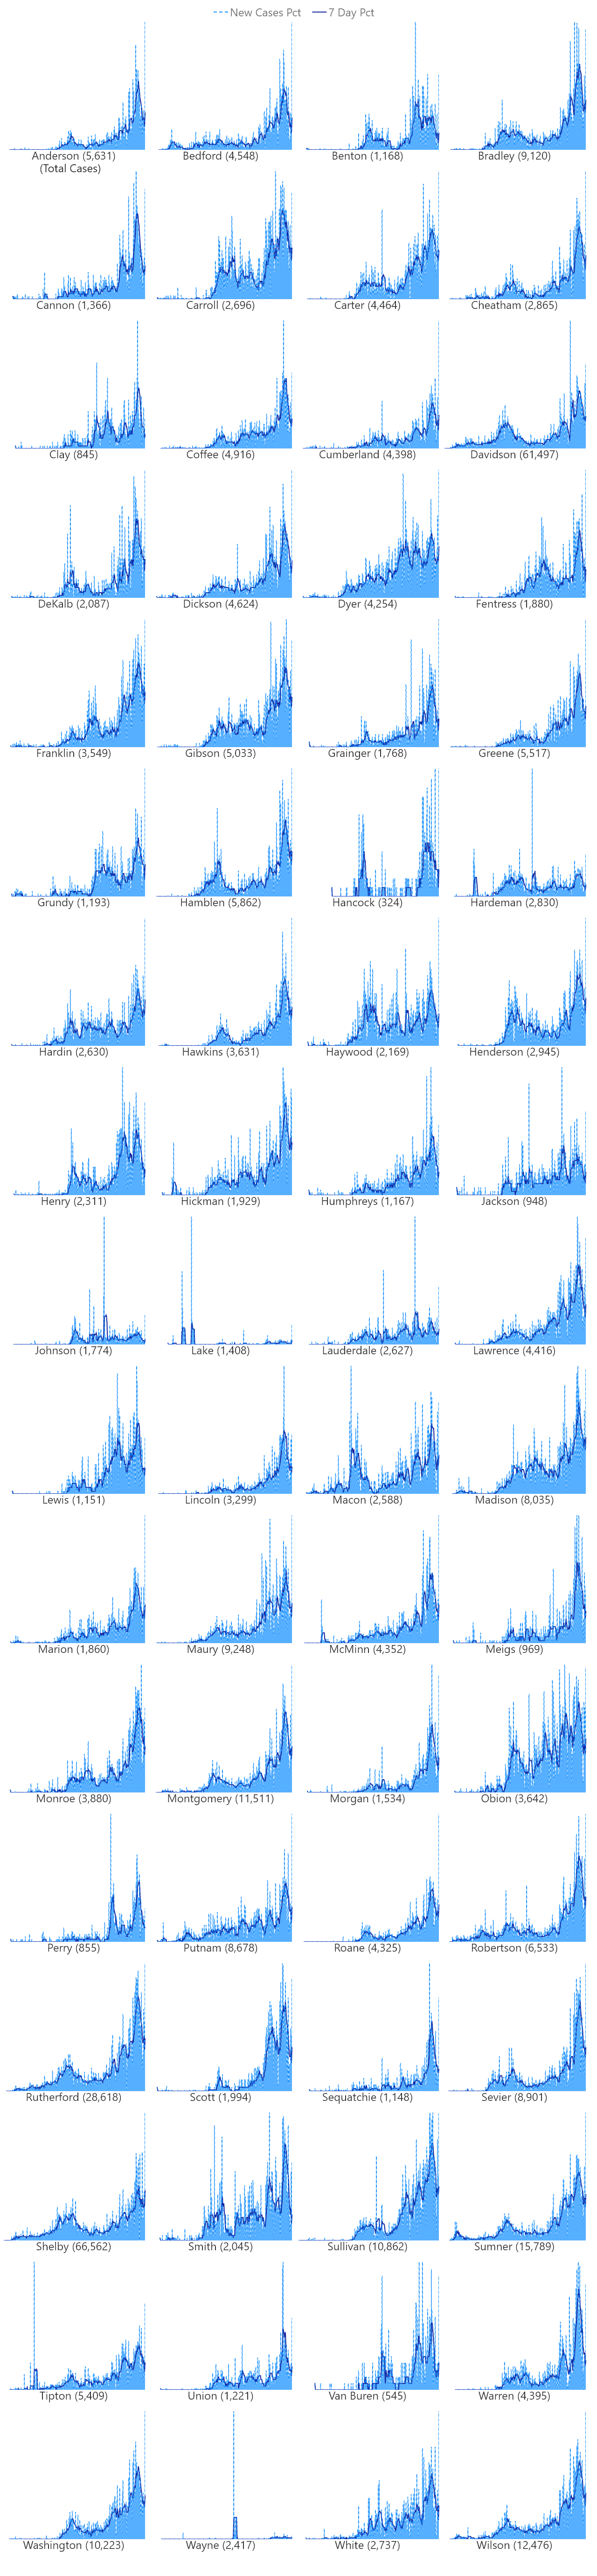 New Cases Pct 7 Day Pct
Anderson (5,631) Bedford (4,548) Benton (1,168) Bradley (9,120)
(Total Cases)
Cannon (1,366) Carroll (2,696) Carter (4,464) Cheatham (2,865)
Clay (845) Coffee (4,916) Cumberland (4,398) Davidson (61,497)
DeKalb (2,087) Dickson (4,624) Dyer (4,254) Fentress (1,880)
Franklin (3,549) Gibson (5,033) Grainger (1,768) Greene (5,517)
Grundy (1,193) Hamblen (5,862) Hancock (324) Hardeman (2,830)
Hardin (2,630) Hawkins (3,631) Haywood (2,169) Henderson (2,945)
Henry (2,311) Hickman (1,929) Humphreys (1,167) Jackson (948)
Johnson (1,774) Lake (1,408) Lauderdale (2,627) Lawrence (4,416)
Lewis (1,151) Lincoln (3,299) Macon (2,588) Madison (8,035)
Marion (1,860) Maury (9,248) McMinn (4,352) Meigs (969)
Monroe (3,880) Montgomery (11,511) Morgan (1,534) Obion (3,642)
Perry (855) Putnam (8,678) Roane (4,325) Robertson (6,533)
Rutherford (28,618) Scott (1,994) Sequatchie (1,148) Sevier (8,901)
Shelby (66,562) Smith (2,045) Sullivan (10,862) Sumner (15,789)
Tipton (5,409) Union (1,221) Van Buren (545) Warren (4,395)
Washington (10,223) Wayne (2,417) White (2,737) Wilson (12,476)